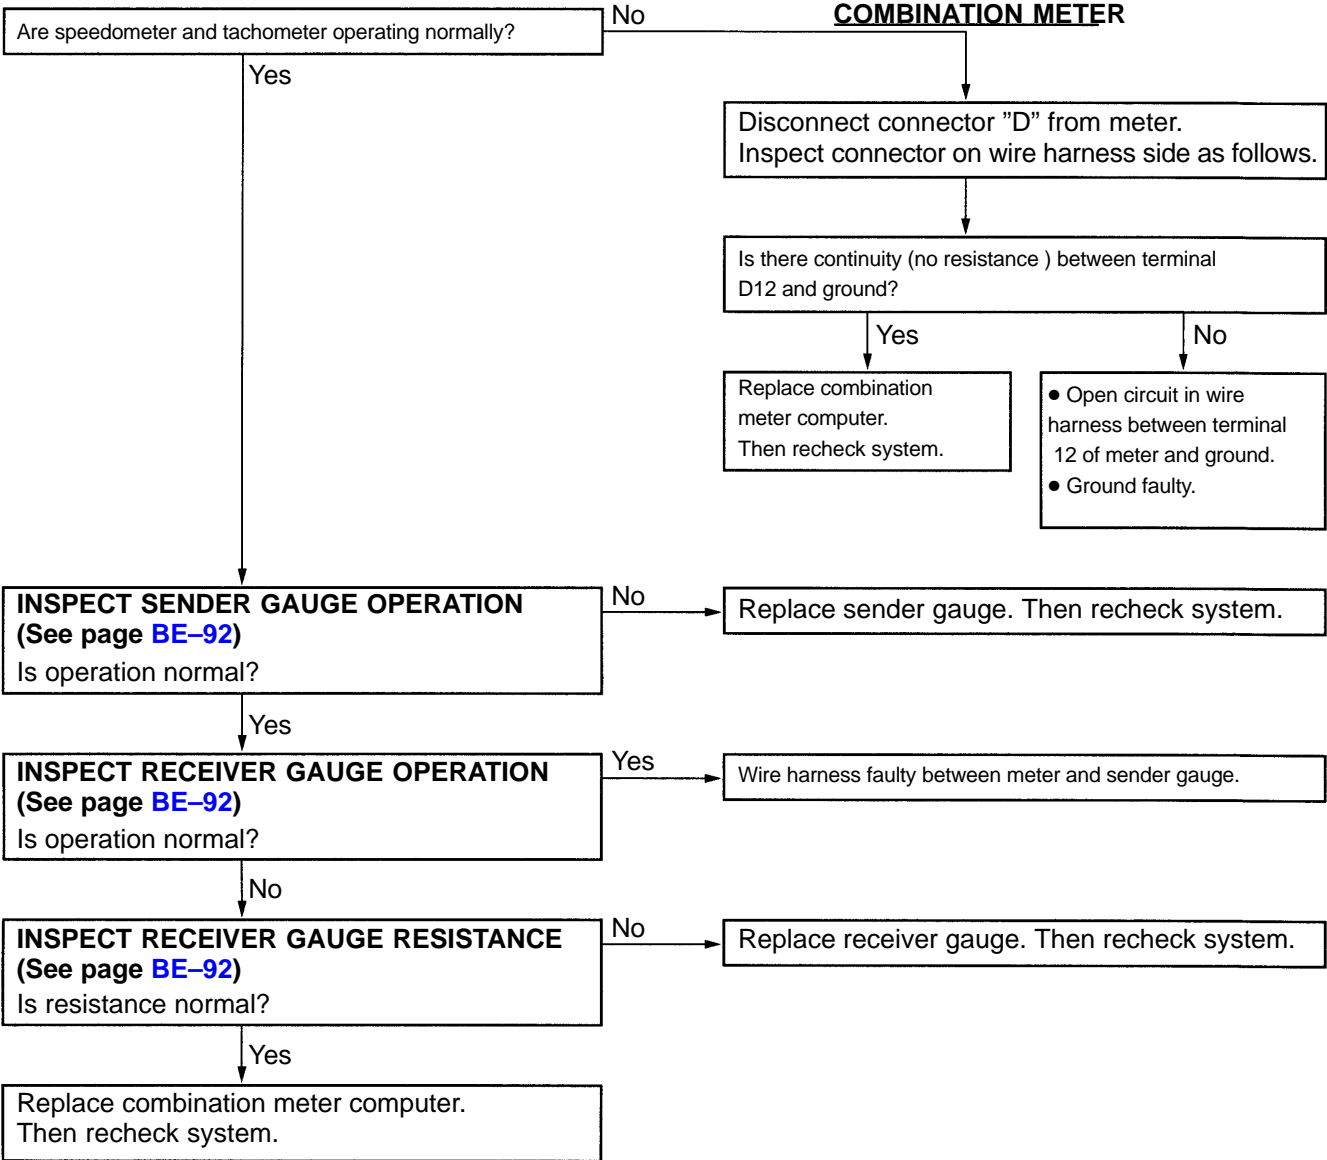 COMBINATION METER
Are speedometer and tachometer operating normally?
No
Yes
Disconnect connector ”D” from meter.
Inspect connector on wire harness side as follows.
Is there continuity (no resistance ) between terminal
D12 and ground?
Yes
No
Replace combination
meter computer.
Then recheck system.
● Open circuit in wire
harness between terminal
12 of meter and ground.
● Ground faulty.
INSPECT SENDER GAUGE OPERATION
(See page BE–92)
Is operation normal?
No
Replace sender gauge. Then recheck system.
Yes
INSPECT RECEIVER GAUGE OPERATION
(See page BE–92)
Is operation normal?
Yes
Wire harness faulty between meter and sender gauge.
No
INSPECT RECEIVER GAUGE RESISTANCE
(See page BE–92)
Is resistance normal?
No
Replace receiver gauge. Then recheck system.
Yes
Replace combination meter computer.
Then recheck system.